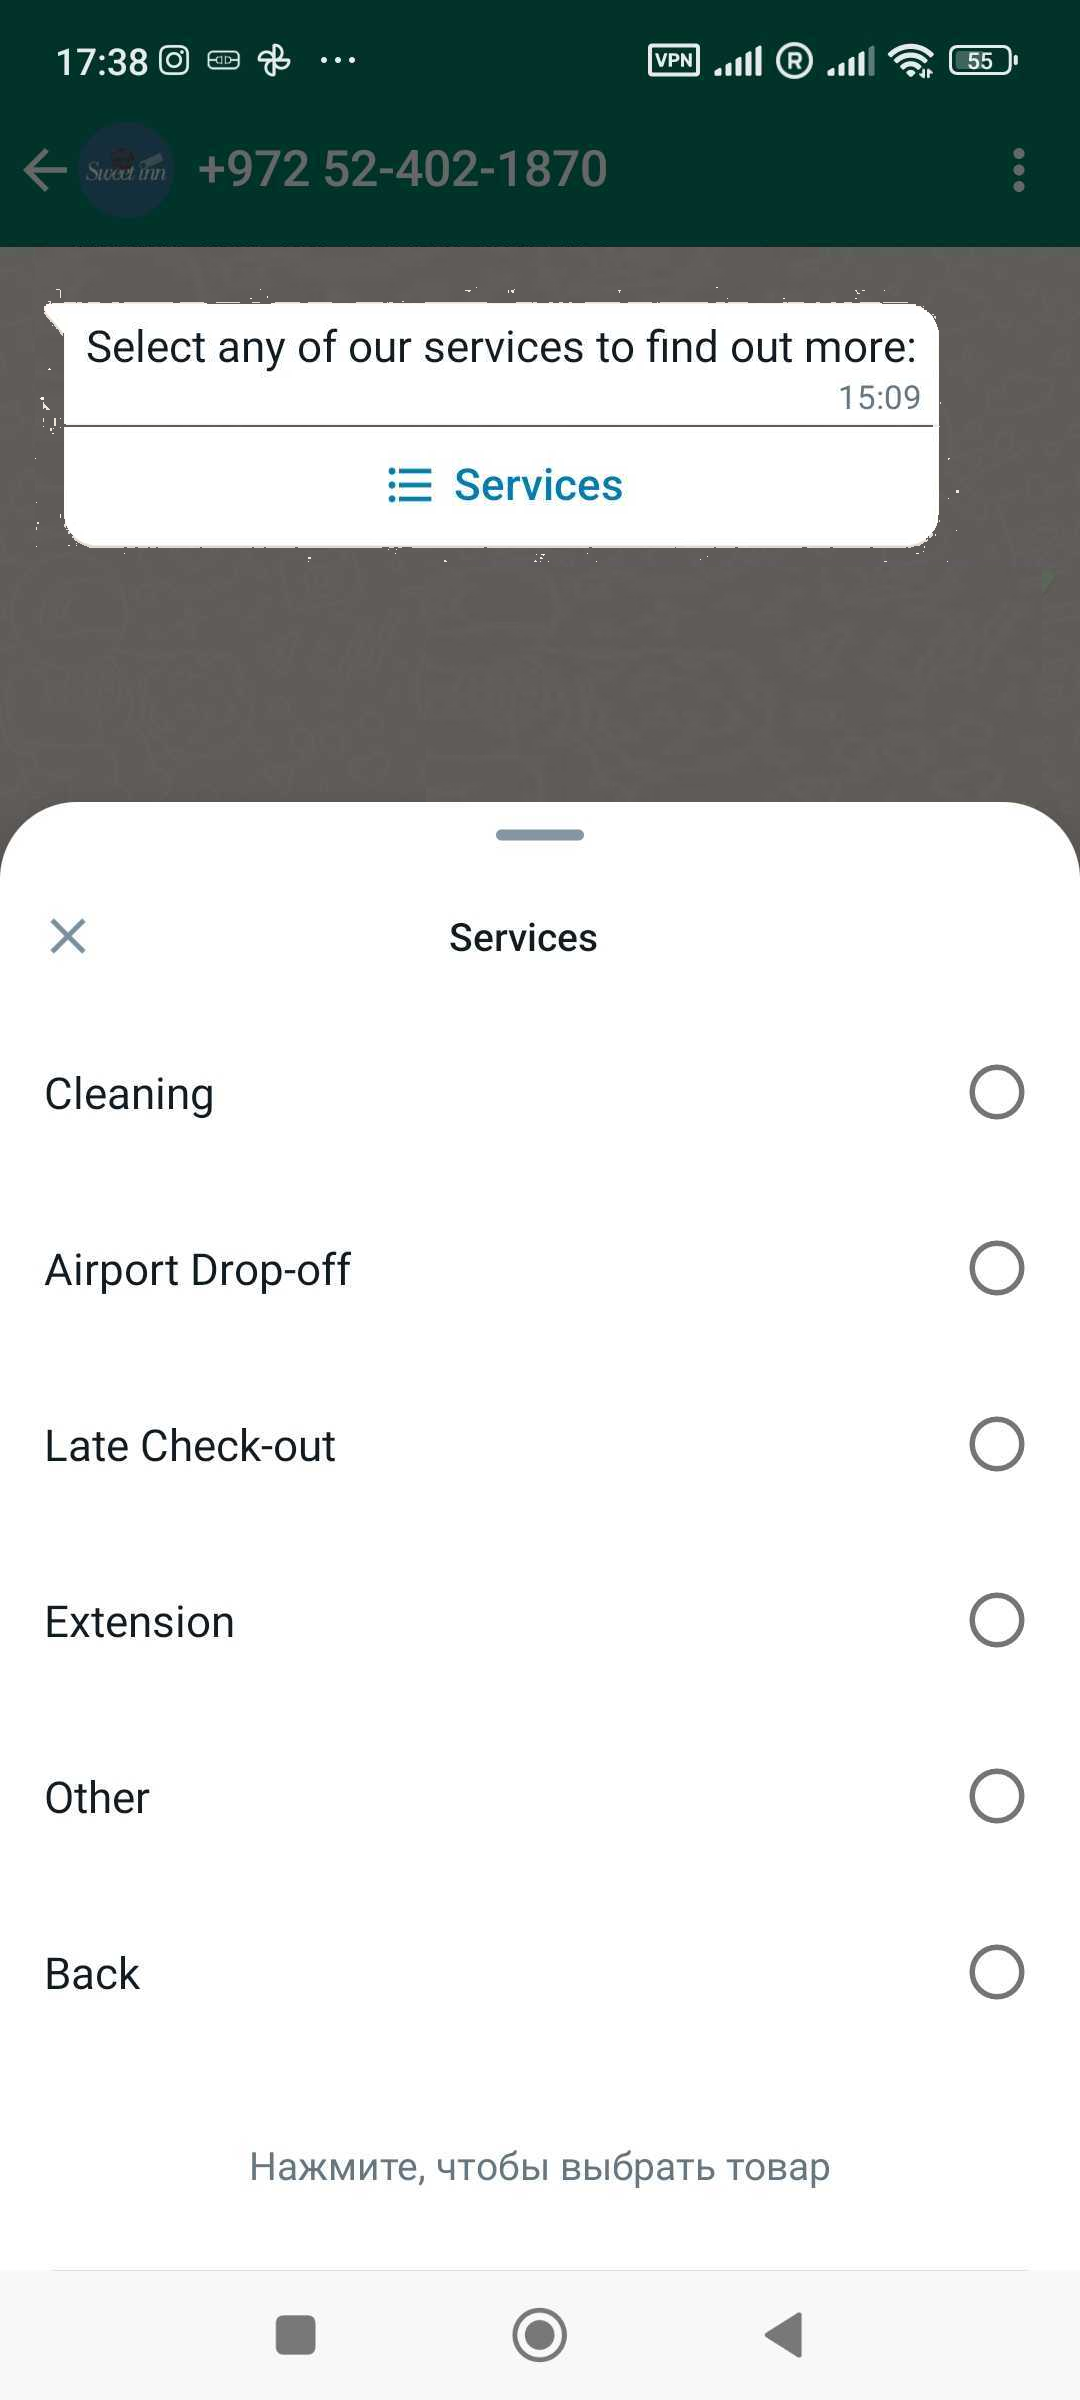 17:38
VPN
R
55
Sweet inn
+972 52-402-1870
Select any of our services to find out more:
15:09
Services
Services
Cleaning
Airport Drop-off
Late Check-out
Extension
Other
Back
Нажмите, чтобы выбрать товар